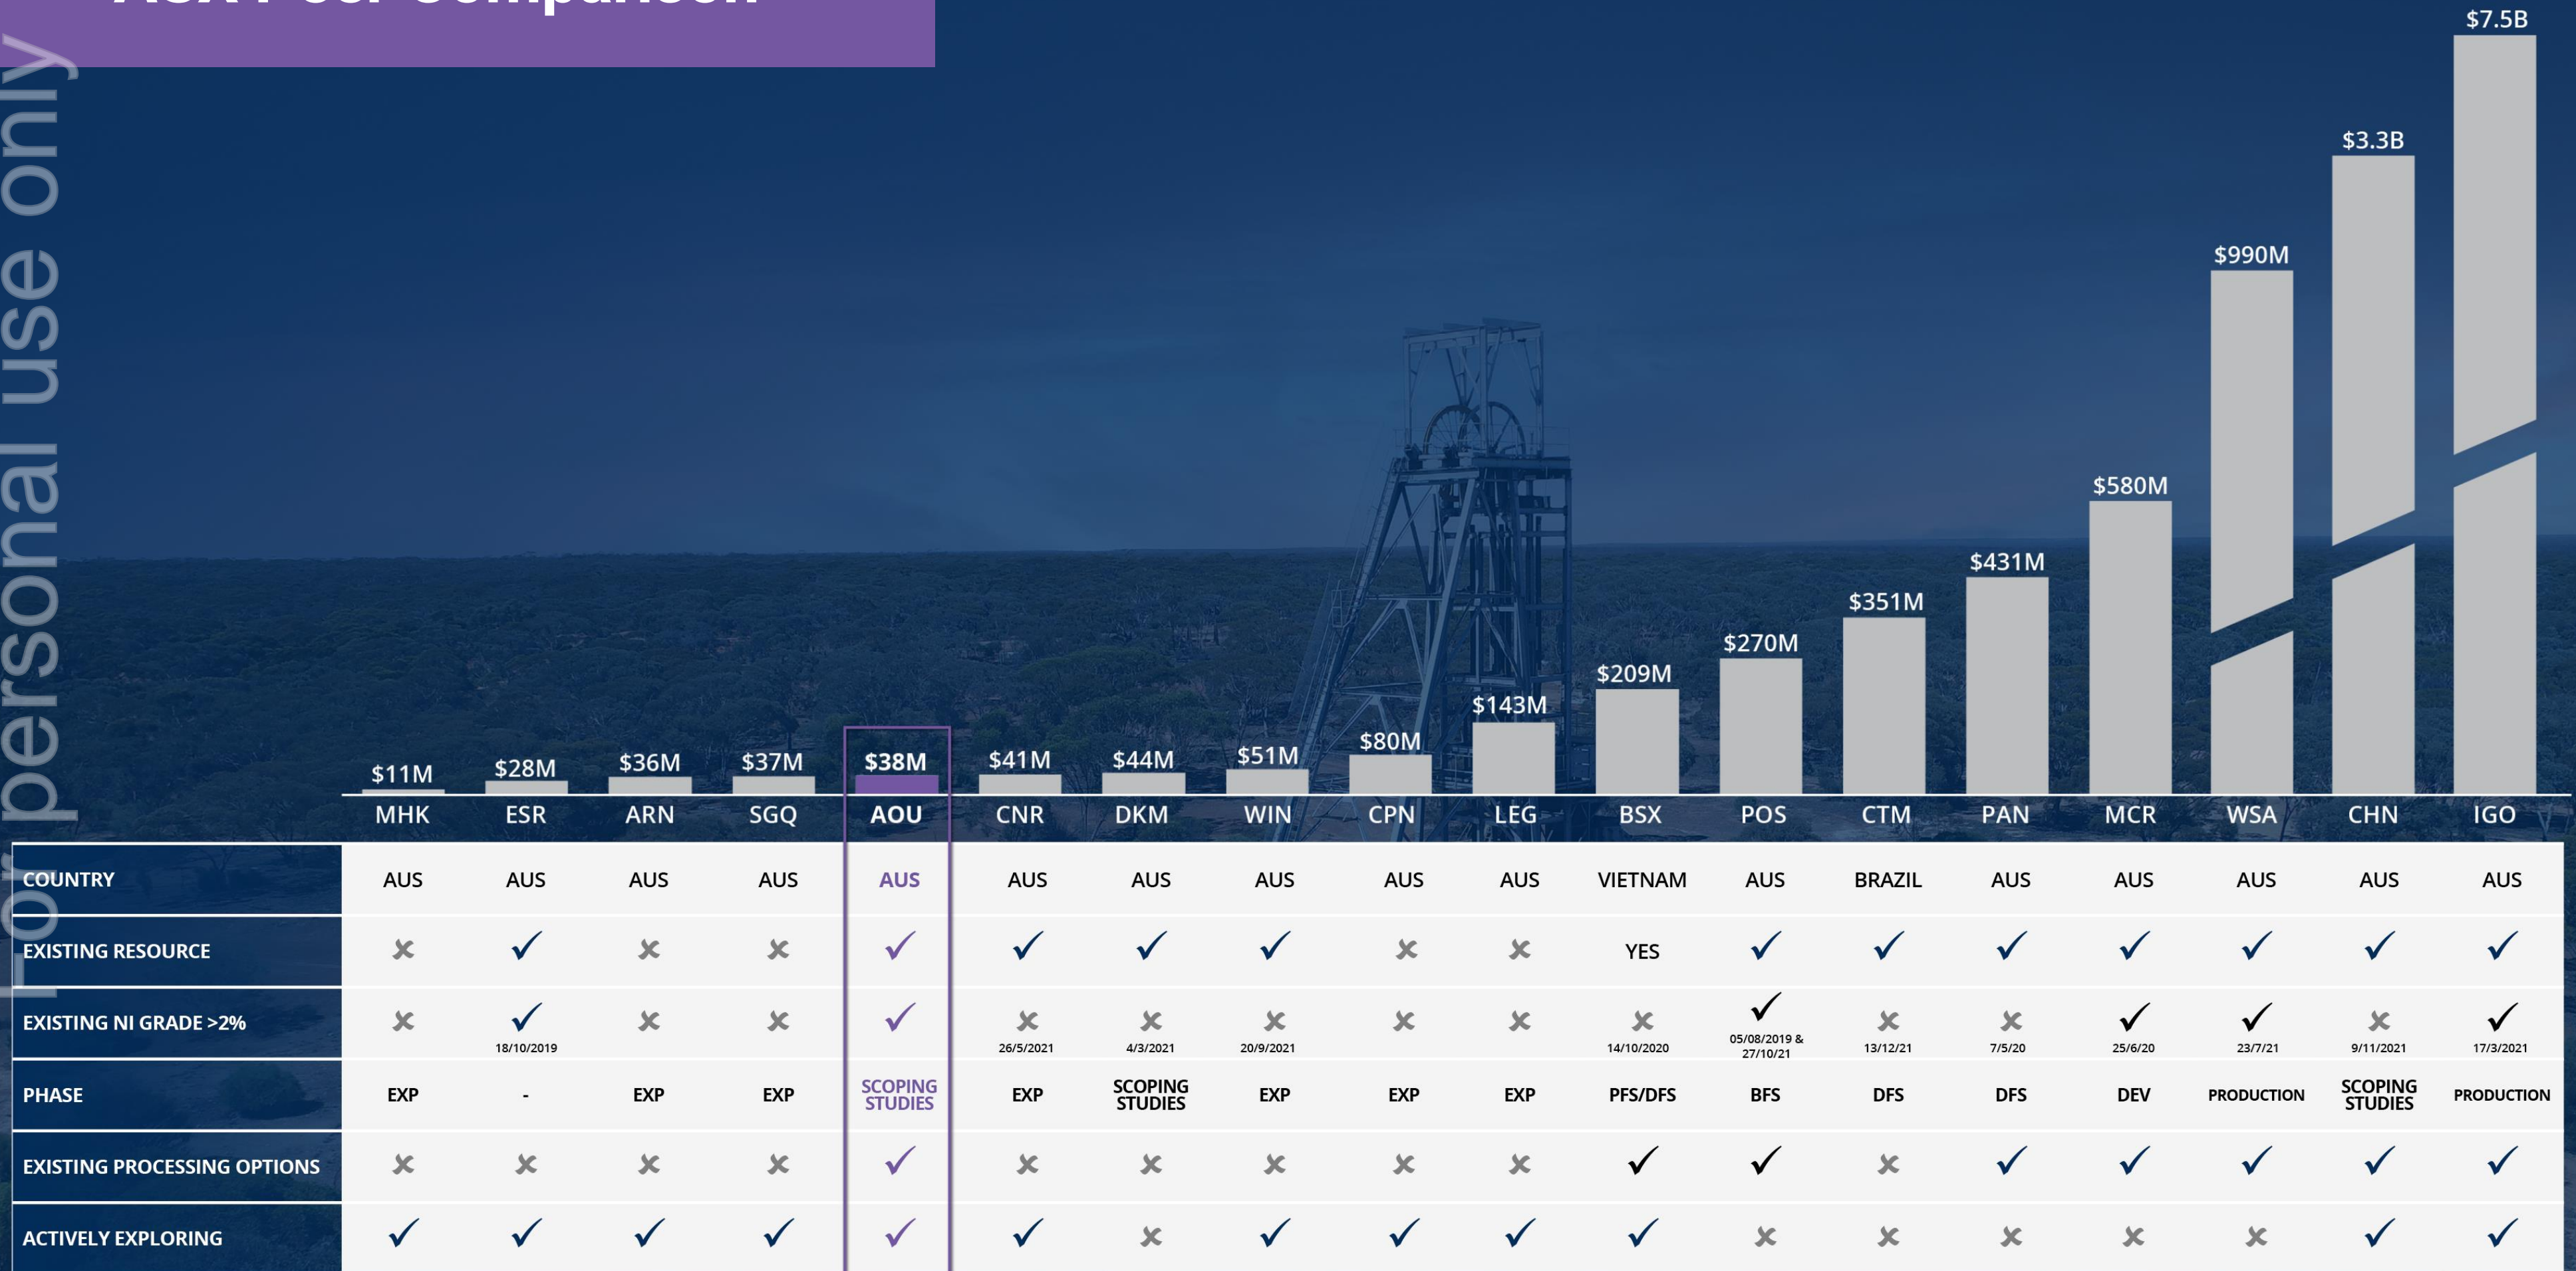 ASX Peer Comparison
For personal use only
$11M $28M $36M $37M $38M $41M $44M $51M $80M $143M $209M $270M $351M $431M $580M $990M $3.3B $7.5B
MHK ESR ARN SGQ AOU CNR DKM WIN CPN LEG BSX POS CTM PAN MCR WSA CHN IGO
COUNTRY AUS AUS AUS AUS AUS AUS AUS AUS AUS AUS VIETNAM AUS BRAZIL AUS AUS AUS AUS AUS
EXISTING RESOURCE ✘ ✓ ✘ ✘ ✓ ✓ ✓ ✓ ✘ ✘ YES ✓ ✓ ✓ ✓ ✓ ✓ ✓
EXISTING NI GRADE >2% ✘ ✓ ✘ ✘ ✓ ✘ ✘ ✘ ✘ ✘ ✘ ✓ ✘ ✘ ✓ ✓ ✘ ✓
18/10/2019 26/5/2021 4/3/2021 20/9/2021 14/10/2020 05/08/2019 & 27/10/21 13/12/21 7/5/20 25/6/20 23/7/21 9/11/2021 17/3/2021
PHASE EXP - EXP EXP SCOPING STUDIES EXP SCOPING STUDIES EXP EXP EXP PFS/DFS BFS DFS DFS DEV PRODUCTION SCOPING STUDIES PRODUCTION
EXISTING PROCESSING OPTIONS ✘ ✘ ✘ ✘ ✓ ✘ ✘ ✘ ✘ ✘ ✓ ✓ ✘ ✓ ✓ ✓ ✓ ✓
ACTIVELY EXPLORING ✓ ✓ ✓ ✓ ✓ ✓ ✘ ✓ ✓ ✓ ✓ ✘ ✘ ✘ ✘ ✘ ✓ ✓